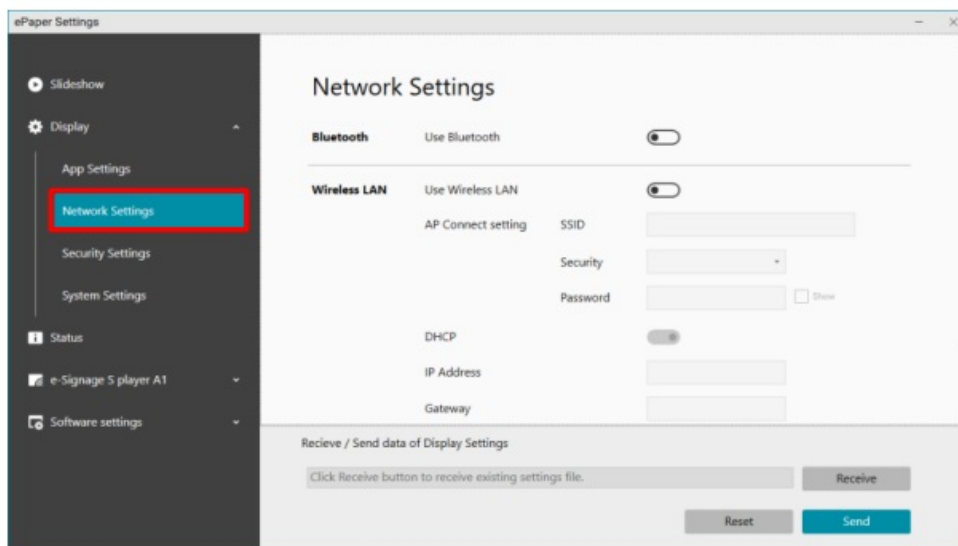 ePaper Settings
Slideshow
Display
App Settings
Network Settings
Security Settings
System Settings
Status
e-Signage S player A1
Software settings
Network Settings
Bluetooth Use Bluetooth
Wireless LAN Use Wireless LAN
AP Connect setting SSID
Security
Password Show
DHCP
IP Address
Gateway
Recieve / Send data of Display Settings
Click Receive button to receive existing settings file. Receive
Reset Send